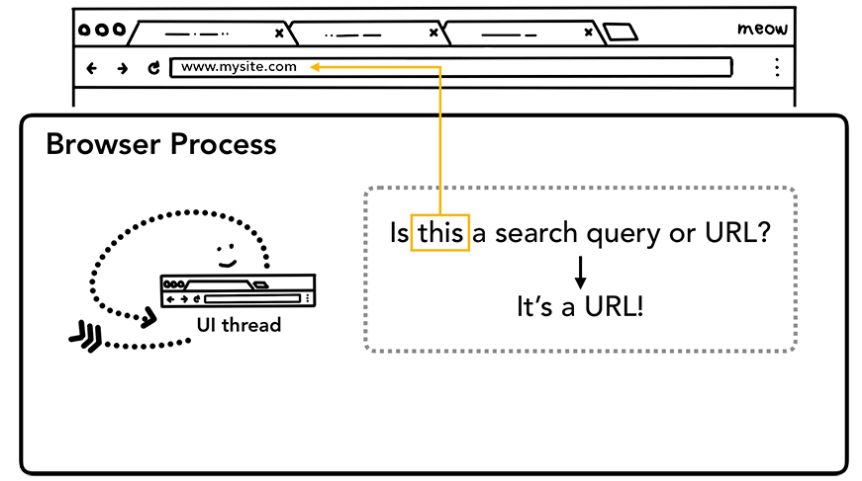 meow
www.mysite.com
Browser Process
Is this a search query or URL?
It's a URL!
UI thread